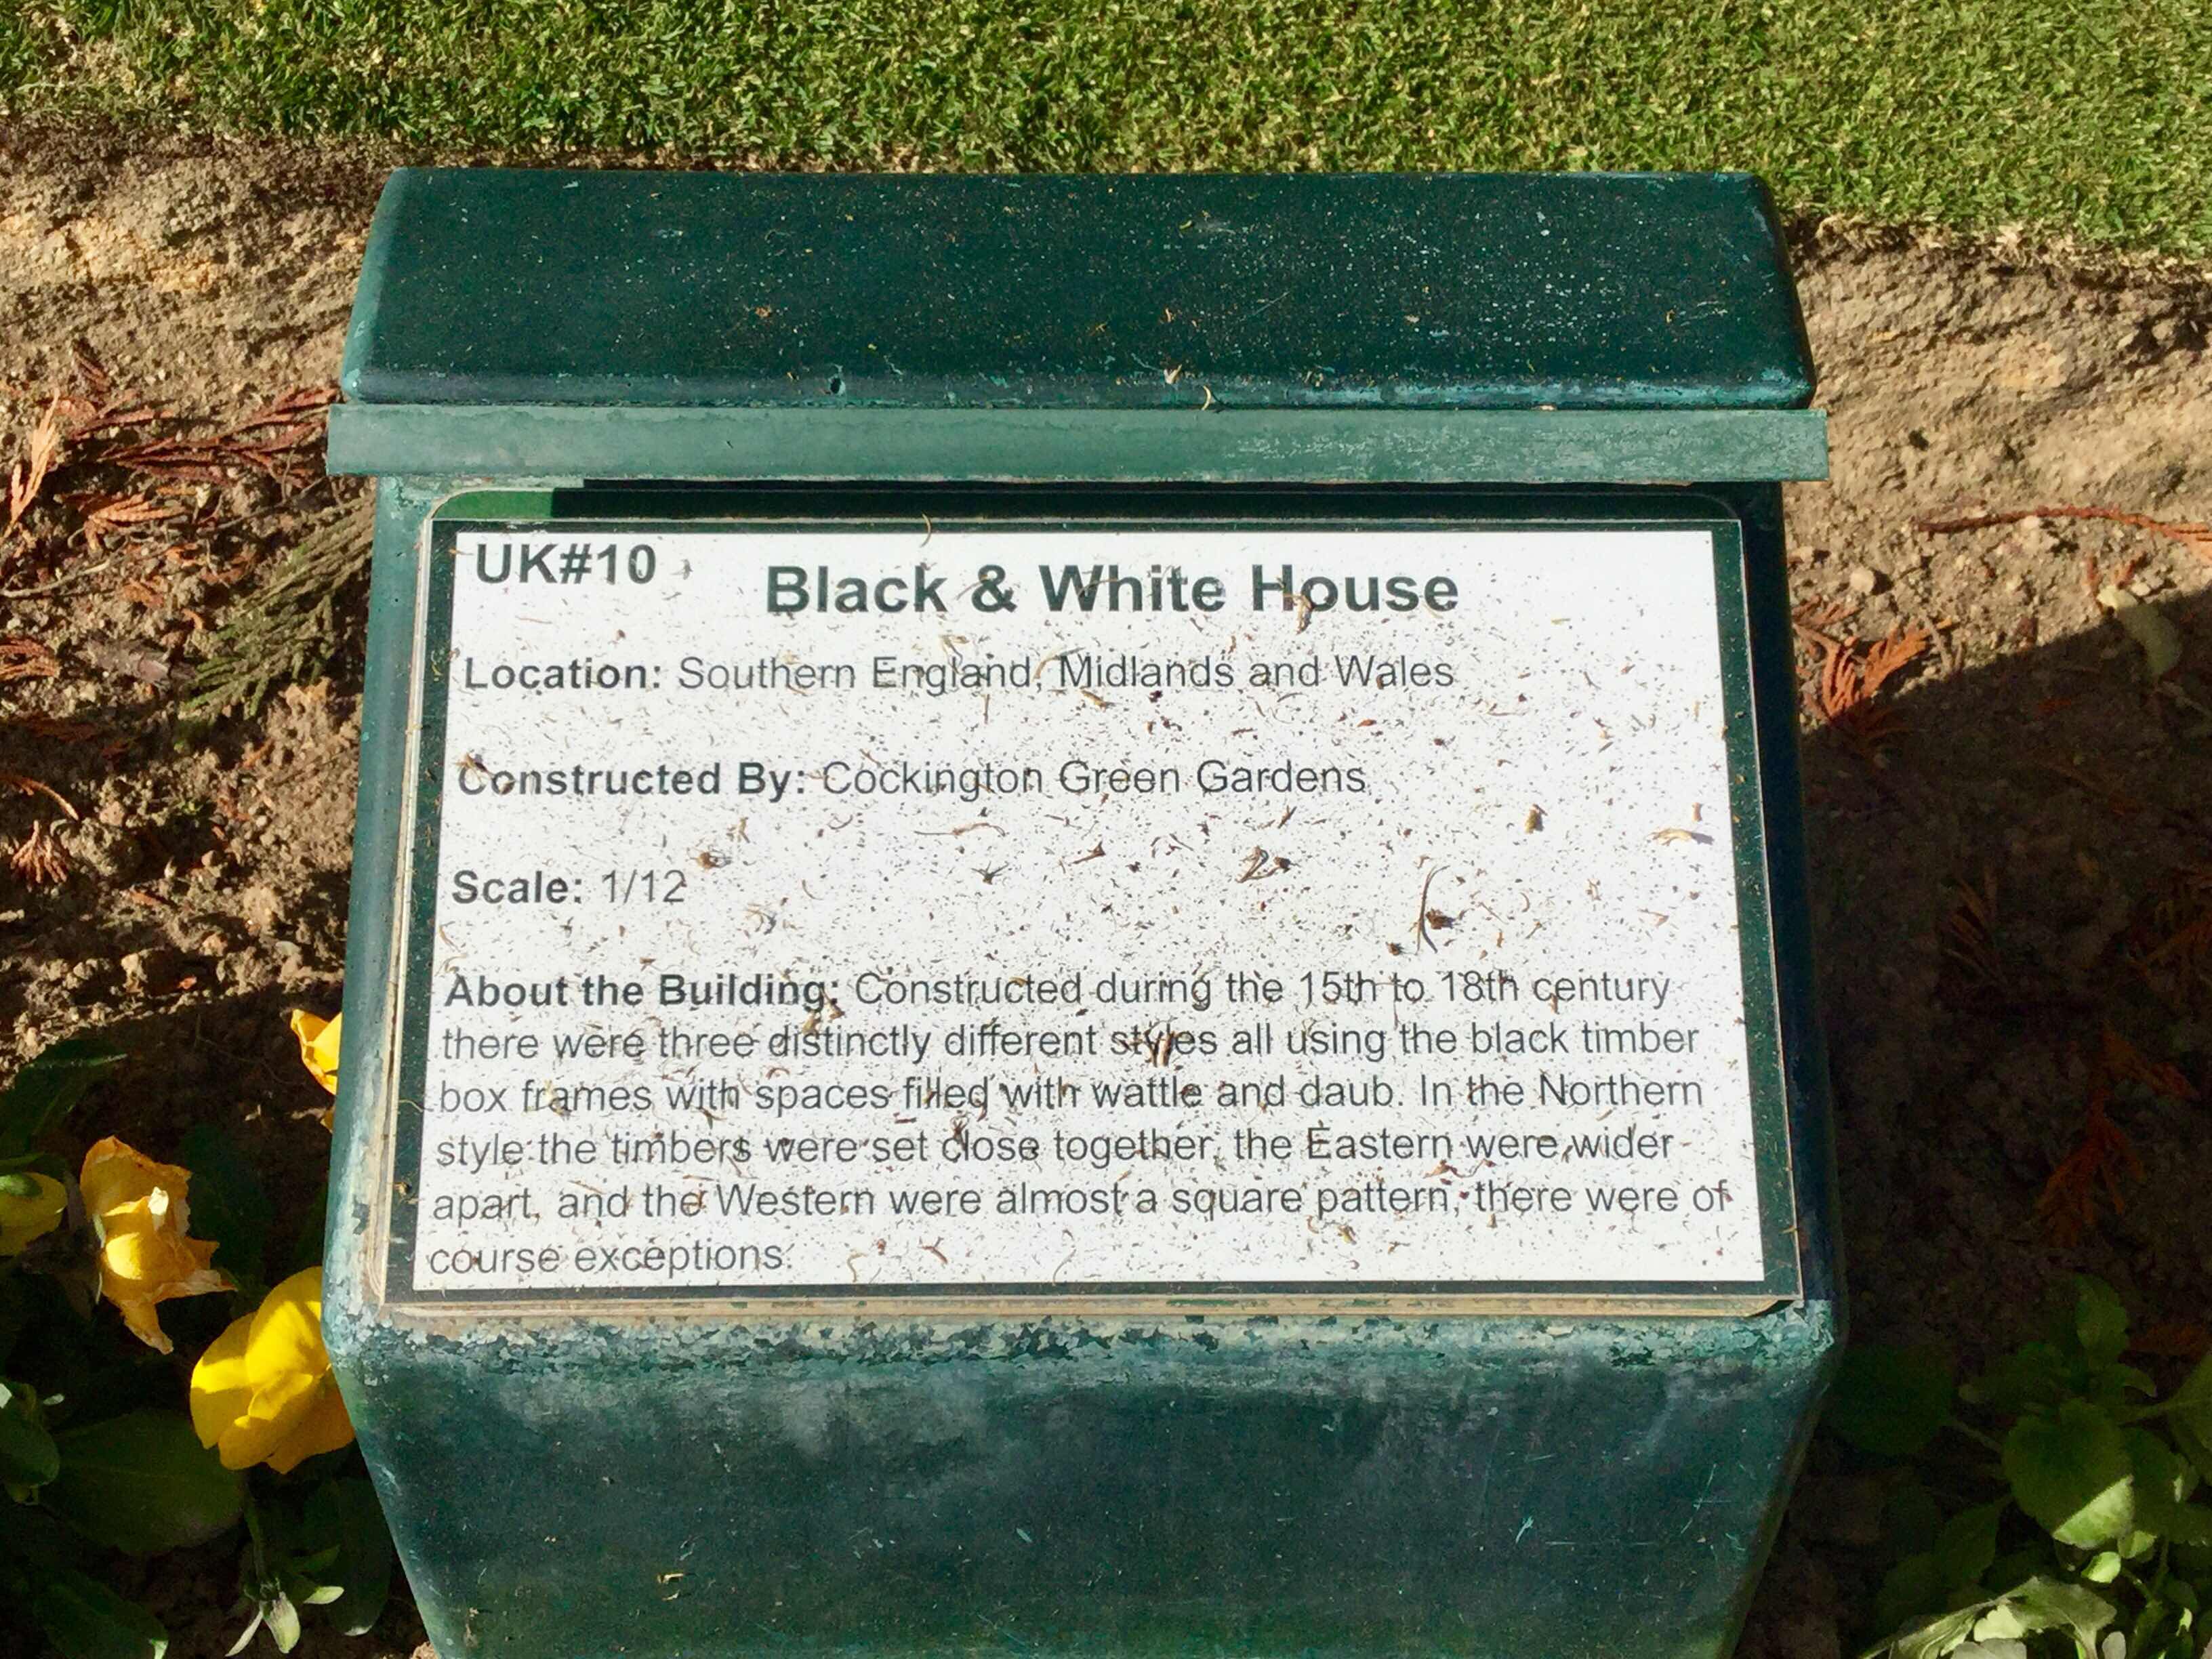 UK#10
Black & White House
Location: Southern England, Midlands and Wales
Constructed By: Cockington Green Gardens
Scale: 1/12
About the Building: Constructed during the 15th to 18th century
there were three distinctly different styles all using the black timber
box frames with spaces filled with wattle and daub. In the Northern
style the timbers were set close together, the Eastern were wider
apart, and the Western were almost a square pattern, there were of
course exceptions.